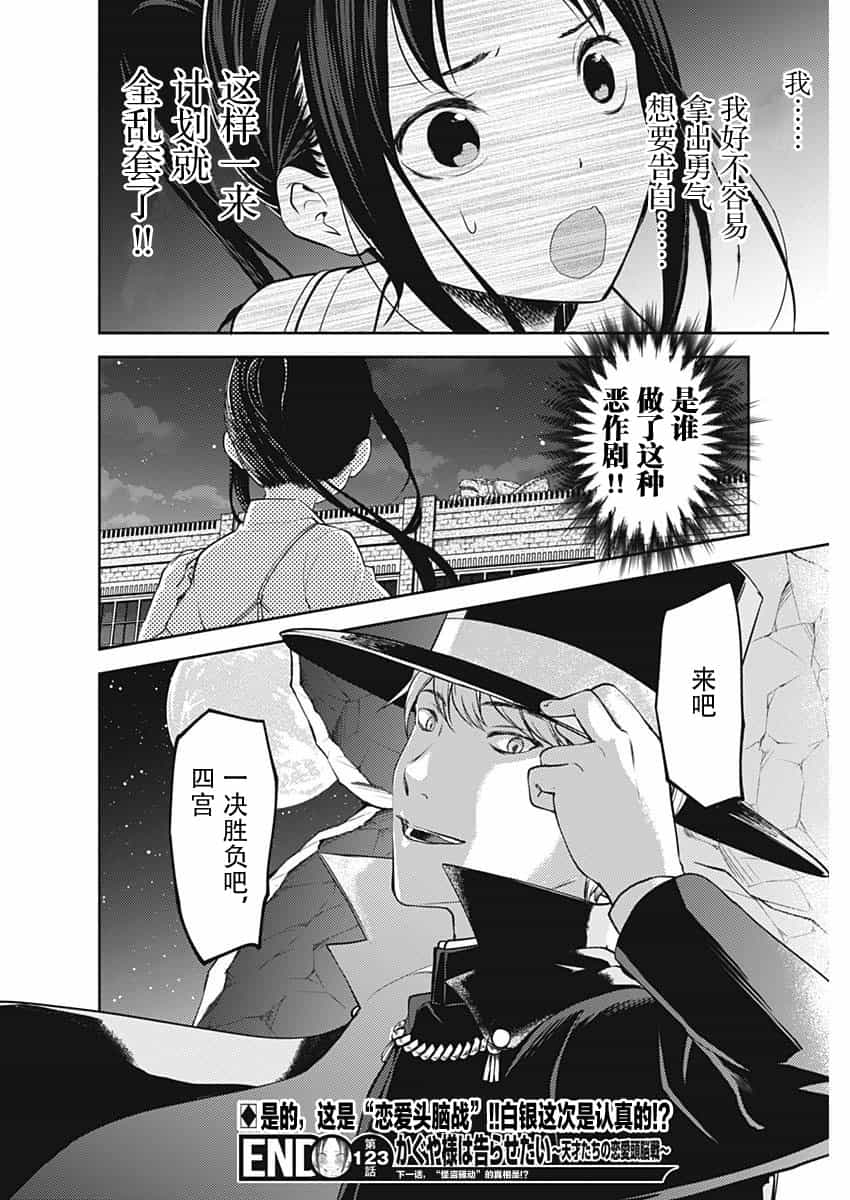 我……
我好不容易
拿出勇气
想要告白……
这样一来
计划就
全乱套了!!
是谁
做了这种
恶作剧!!
来吧
一决胜负吧,
四宫
是的，这是“恋爱头脑战”!!白银这次是认真的!?
END 第123話 かぐや様は告らせたい～天才たちの恋愛頭脳戦～
下一话，“怪盗骚动”的真相是!?